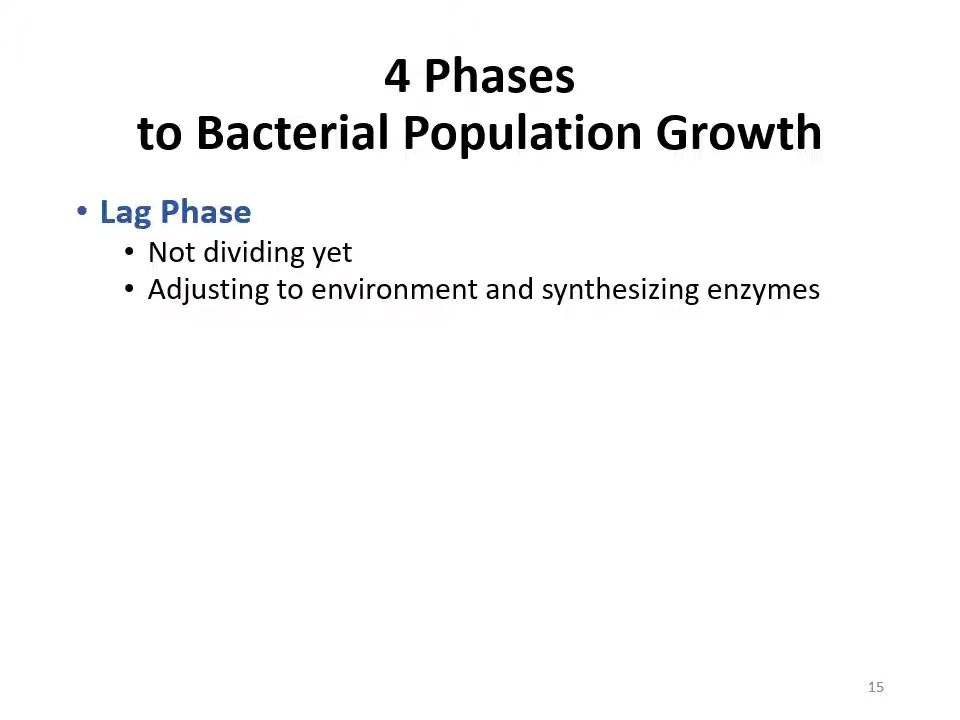 4 Phases
to Bacterial Population Growth
• Lag Phase
• Not dividing yet
• Adjusting to environment and synthesizing enzymes
15